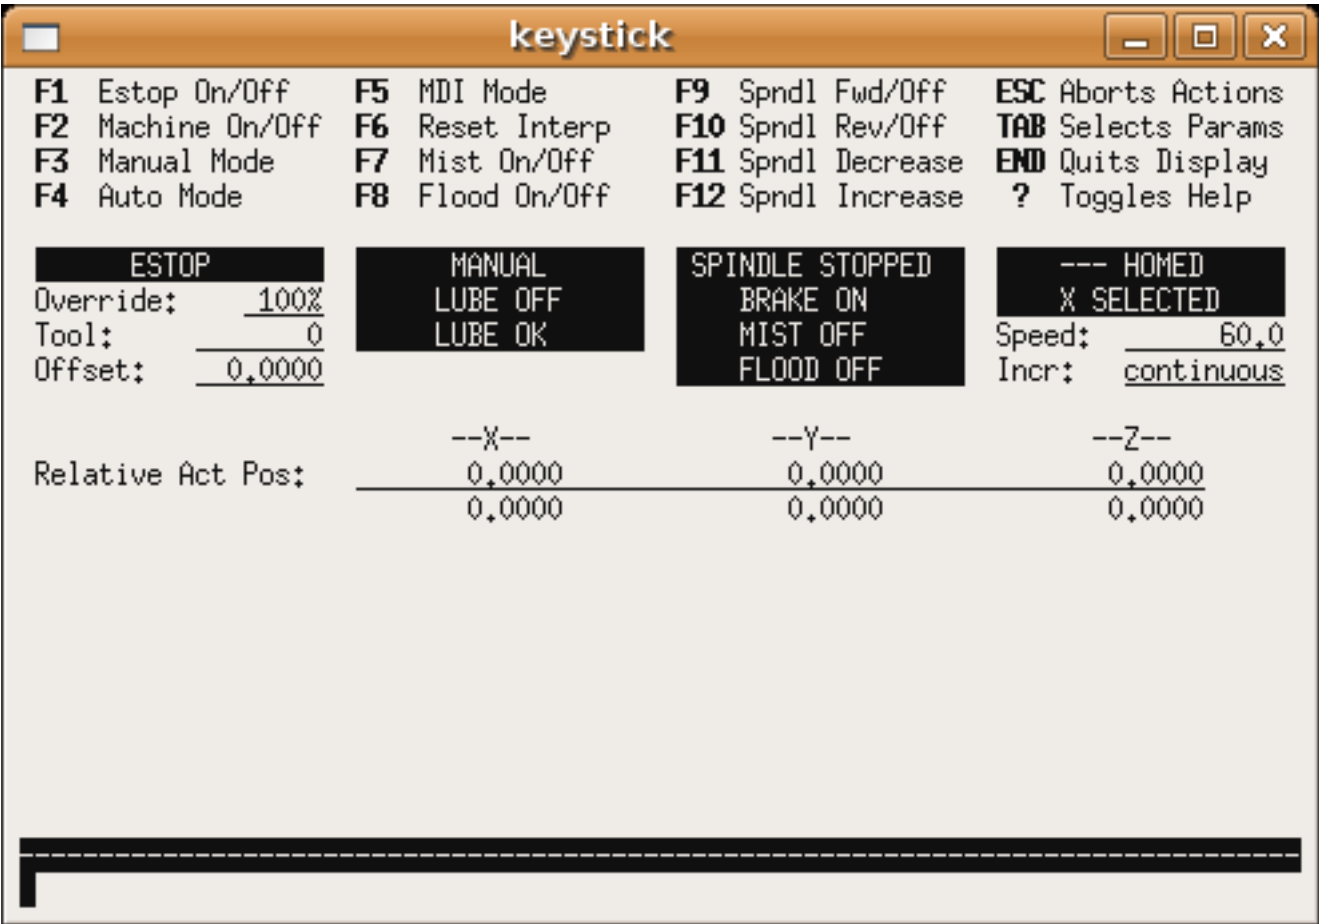 keystick
F1 Estop On/Off F5 MDI Mode F9 Spndl Fwd/Off ESC Aborts Actions
F2 Machine On/Off F6 Reset Interp F10 Spndl Rev/Off TAB Selects Params
F3 Manual Mode F7 Mist On/Off F11 Spndl Decrease END Quits Display
F4 Auto Mode F8 Flood On/Off F12 Spndl Increase ? Toggles Help
ESTOP MANUAL SPINDLE STOPPED --- HOMED
Override: 100% LUBE OFF BRAKE ON X SELECTED
Tool: 0 LUBE OK MIST OFF Speed: 60.0
Offset: 0.0000 FLOOD OFF Incr: continuous
--X-- --Y-- --Z--
Relative Act Pos: 0.0000 0.0000 0.0000
0.0000 0.0000 0.0000
--------------------------------------------------------------------------------